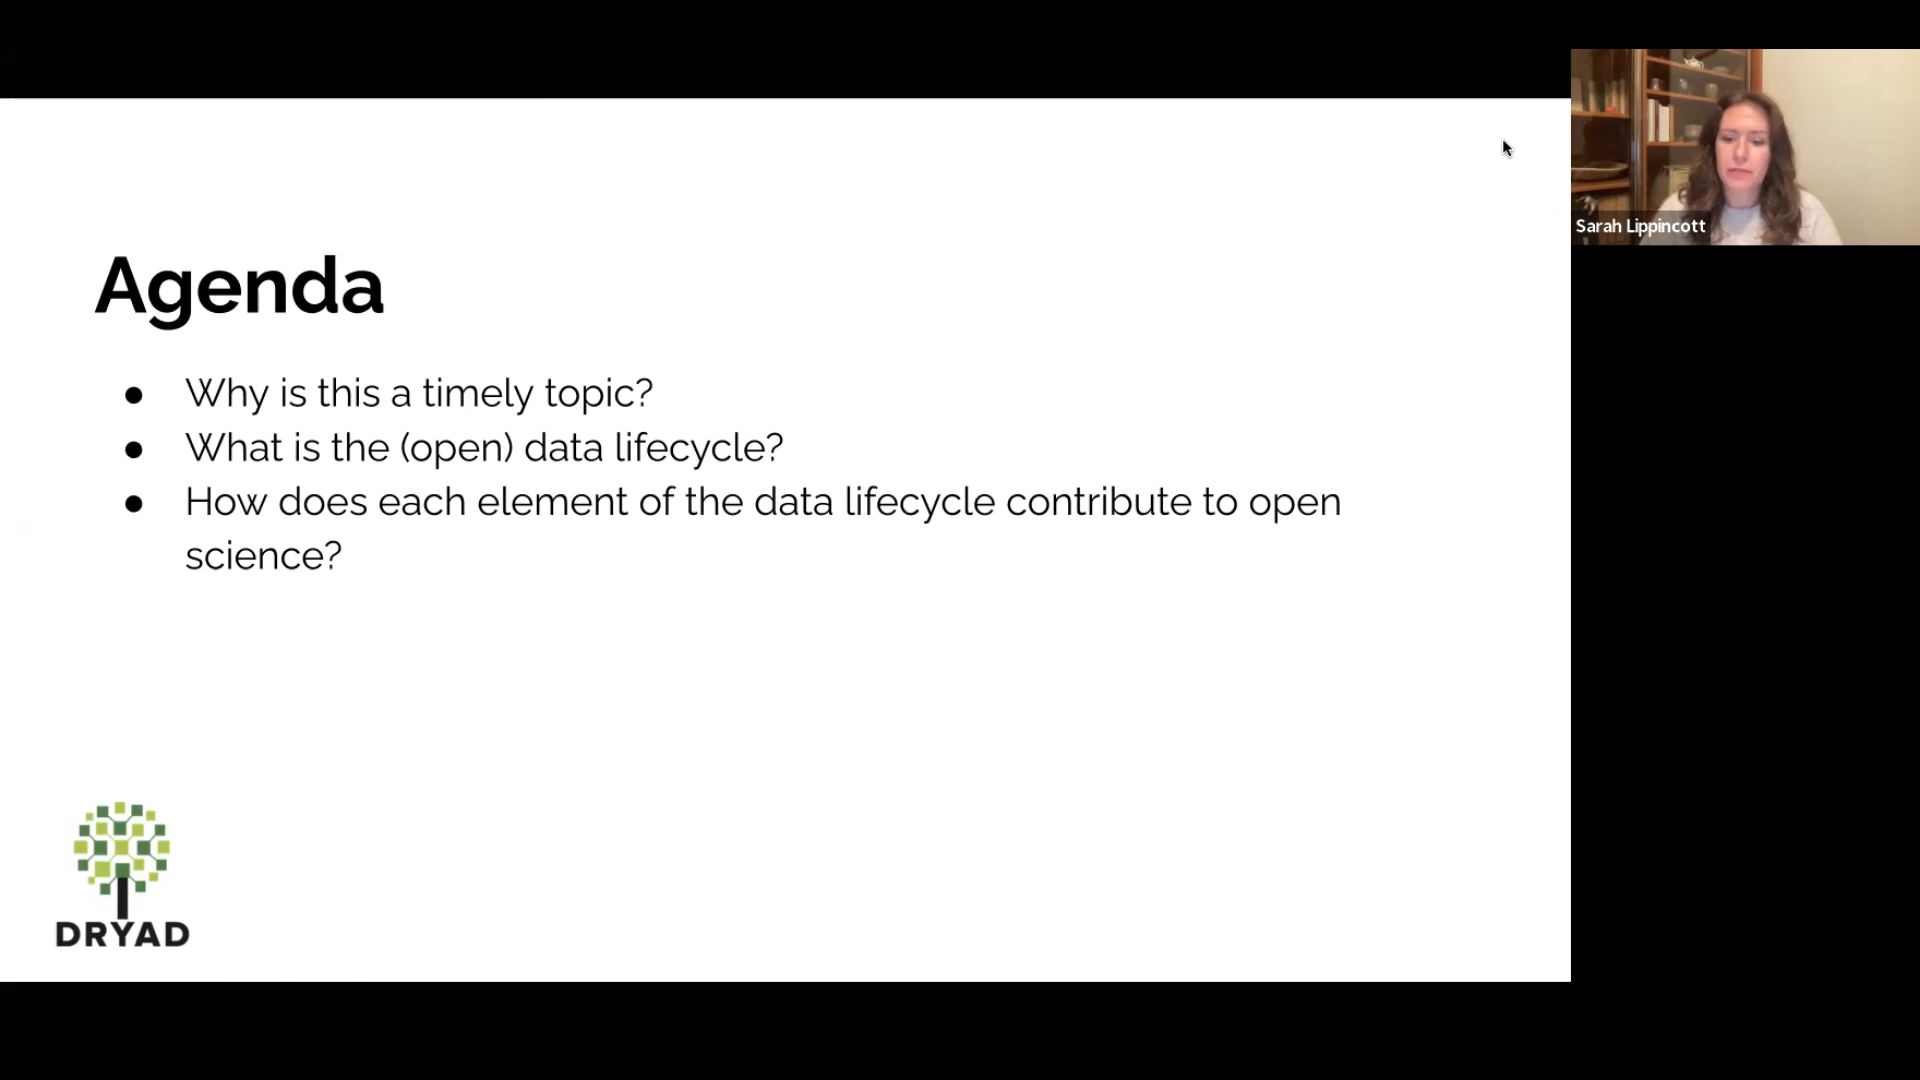 Agenda
● Why is this a timely topic?
● What is the (open) data lifecycle?
● How does each element of the data lifecycle contribute to open
science?
DRYAD
Sarah Lippincott